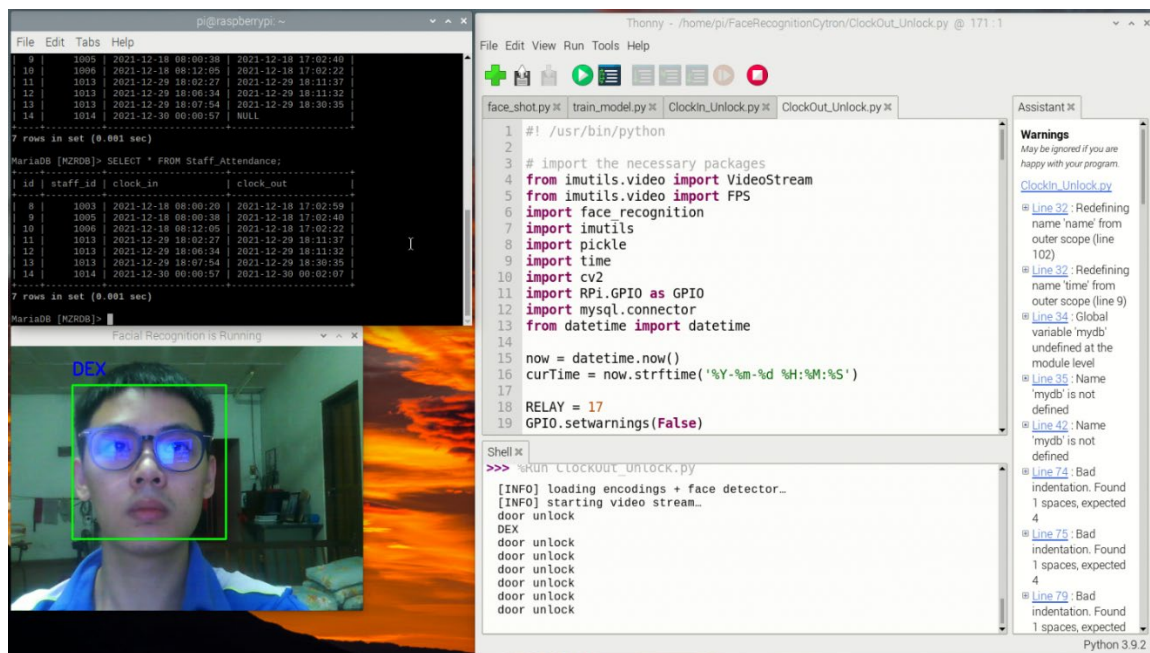 pi@raspberrypi: ~
File Edit Tabs Help
| 9 | 1005 | 2021-12-18 08:00:38 | 2021-12-18 17:02:40 |
| 10 | 1006 | 2021-12-18 08:12:05 | 2021-12-18 17:02:22 |
| 11 | 1013 | 2021-12-29 18:02:27 | 2021-12-29 18:11:37 |
| 12 | 1013 | 2021-12-29 18:06:34 | 2021-12-29 18:11:32 |
| 13 | 1013 | 2021-12-29 18:07:54 | 2021-12-29 18:30:35 |
| 14 | 1014 | 2021-12-30 00:00:57 | NULL |
7 rows in set (0.001 sec)
MariaDB [MZRDB]> SELECT * FROM Staff_Attendance;
| id | staff_id | clock_in | clock_out |
| 8 | 1003 | 2021-12-18 08:00:20 | 2021-12-18 17:02:59 |
| 9 | 1005 | 2021-12-18 08:00:38 | 2021-12-18 17:02:40 |
| 10 | 1006 | 2021-12-18 08:12:05 | 2021-12-18 17:02:22 |
| 11 | 1013 | 2021-12-29 18:02:27 | 2021-12-29 18:11:37 |
| 12 | 1013 | 2021-12-29 18:06:34 | 2021-12-29 18:11:32 |
| 13 | 1013 | 2021-12-29 18:07:54 | 2021-12-29 18:30:35 |
| 14 | 1014 | 2021-12-30 00:00:57 | 2021-12-30 00:02:07 |
7 rows in set (0.001 sec)
MariaDB [MZRDB]>
Facial Recognition is Running
DEX
Thonny - /home/pi/FaceRecognitionCytron/ClockOut_Unlock.py @ 171 : 1
File Edit View Run Tools Help
face_shot.py train_model.py ClockIn_Unlock.py ClockOut_Unlock.py
1 #! /usr/bin/python
2
3 # import the necessary packages
4 from imutils.video import VideoStream
5 from imutils.video import FPS
6 import face_recognition
7 import imutils
8 import pickle
9 import time
10 import cv2
11 import RPi.GPIO as GPIO
12 import mysql.connector
13 from datetime import datetime
14
15 now = datetime.now()
16 curTime = now.strftime('%Y-%m-%d %H:%M:%S')
17
18 RELAY = 17
19 GPIO.setwarnings(False)
Shell
>>> %Run ClockOut_Unlock.py
[INFO] loading encodings + face detector…
[INFO] starting video stream…
door unlock
DEX
door unlock
door unlock
door unlock
door unlock
door unlock
door unlock
Assistant
Warnings
May be ignored if you are
happy with your program.
ClockIn_Unlock.py
Line 32 : Redefining
name 'name' from
outer scope (line
102)
Line 32 : Redefining
name 'time' from
outer scope (line 9)
Line 34 : Global
variable 'mydb'
undefined at the
module level
Line 35 : Name
'mydb' is not
defined
Line 42 : Name
'mydb' is not
defined
Line 74 : Bad
indentation. Found
1 spaces, expected
4
Line 75 : Bad
indentation. Found
1 spaces, expected
4
Line 79 : Bad
indentation. Found
1 spaces, expected
Python 3.9.2